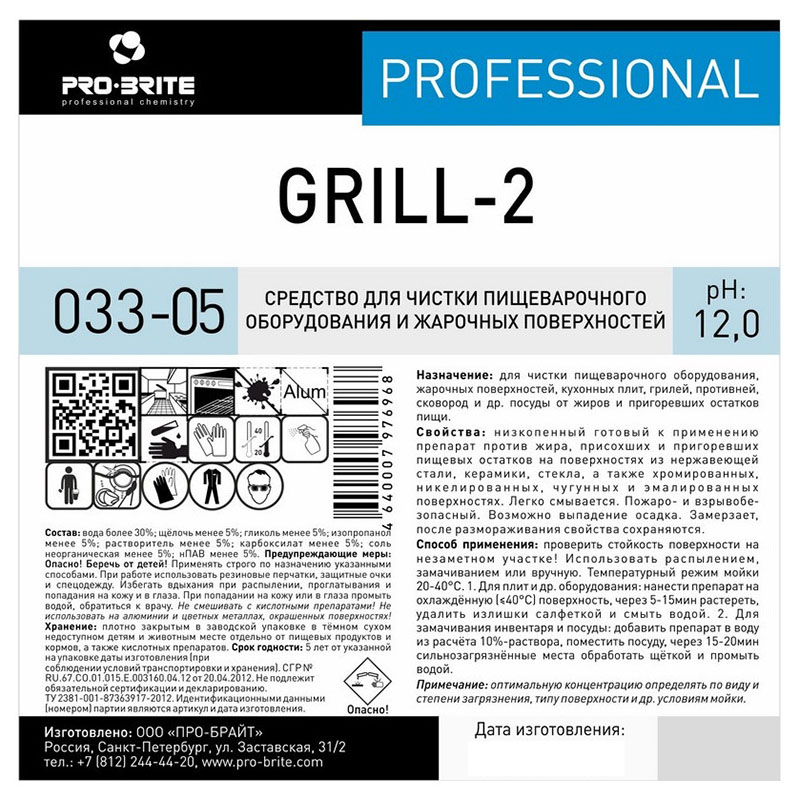 PRO-BRITE
professional chemistry
PROFESSIONAL
GRILL-2
033-05
СРЕДСТВО ДЛЯ ЧИСТКИ ПИЩЕВАРОЧНОГО
ОБОРУДОВАНИЯ И ЖАРОЧНЫХ ПОВЕРХНОСТЕЙ
pH:
12,0
Alum
40
20
4 640007 976968
Состав: вода более 30%; щёлочь менее 5%; гликоль менее 5%; изопропанол
менее 5%; растворитель менее 5%; карбоксилат менее 5%; соль
неорганическая менее 5%; нПАВ менее 5%. Предупреждающие меры:
Опасно! Беречь от детей! Применять строго по назначению указанными
способами. При работе использовать резиновые перчатки, защитные очки
и спецодежду. Избегать вдыхания при распылении, проглатывания и
попадания на кожу и в глаза. При попадании на кожу или в глаза промыть
водой, обратиться к врачу. Не смешивать с кислотными препаратами! Не
использовать на алюминии и цветных металлах, окрашенных поверхностях!
Хранение: плотно закрытым в заводской упаковке в тёмном сухом
недоступном детям и животным месте отдельно от пищевых продуктов и
кормов, а также кислотных препаратов. Срок годности: 5 лет от указанной
на упаковке даты изготовления (при
соблюдении условий транспортировки и хранения). СГР №
RU.67.CO.01.015.E.003160.04.12 от 20.04.2012. Не подлежит
обязательной сертификации и декларированию.
ТУ 2381-001-87363917-2012. Идентификационными данными
(номером) партии являются артикул и дата изготовления.
Опасно!
Назначение: для чистки пищеварочного оборудования,
жарочных поверхностей, кухонных плит, грилей, противней,
сковород и др. посуды от жиров и пригоревших остатков
пищи.
Свойства: низкопенный готовый к применению
препарат против жира, присохших и пригоревших
пищевых остатков на поверхностях из нержавеющей
стали, керамики, стекла, а также хромированных,
никелированных, чугунных и эмалированных
поверхностях. Легко смывается. Пожаро- и взрывобе-
зопасный. Возможно выпадение осадка. Замерзает,
после размораживания свойства сохраняются.
Способ применения: проверить стойкость поверхности на
незаметном участке! Использовать распылением,
замачиванием или вручную. Температурный режим мойки
20-40°С. 1. Для плит и др. оборудования: нанести препарат на
охлаждённую (≤40°С) поверхность, через 5-15мин растереть,
удалить излишки салфеткой и смыть водой. 2. Для
замачивания инвентаря и посуды: добавить препарат в воду
из расчёта 10%-раствора, поместить посуду, через 15-20мин
сильнозагрязнённые места обработать щёткой и промыть
водой.
Примечание: оптимальную концентрацию определять по виду и
степени загрязнения, типу поверхности и др. условиям мойки.
Изготовлено: ООО «ПРО-БРАЙТ»
Россия, Санкт-Петербург, ул. Заставская, 31/2
тел.: +7 (812) 244-44-20, www.pro-brite.com
Дата изготовления: